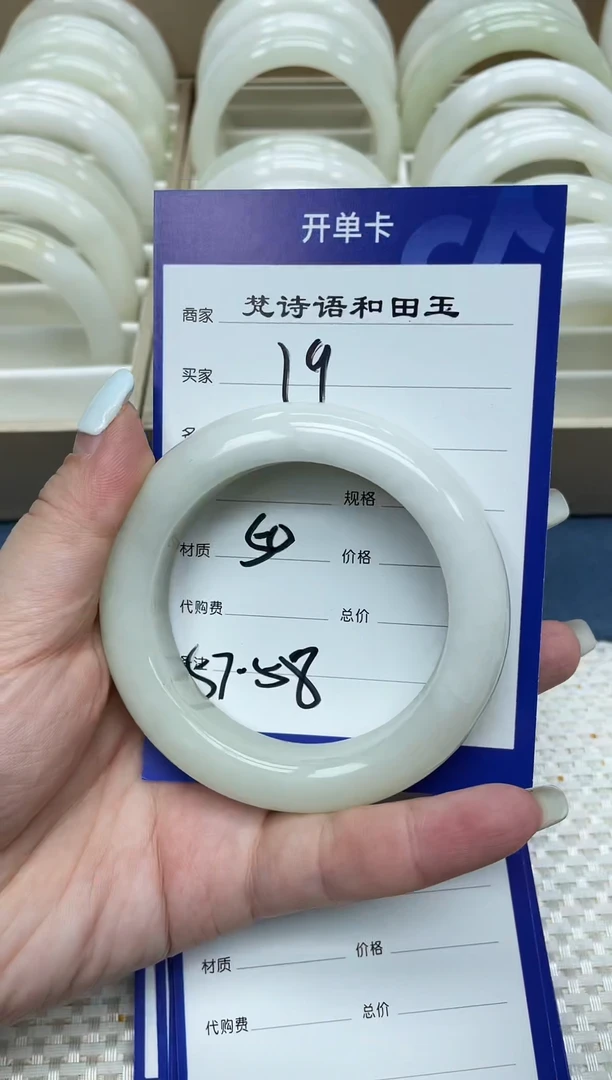 开单卡
商家 梵诗语和田玉
买家 19
名
规格
材质 价格
代购费 总价
57.58
材质 价格
代购费 总价